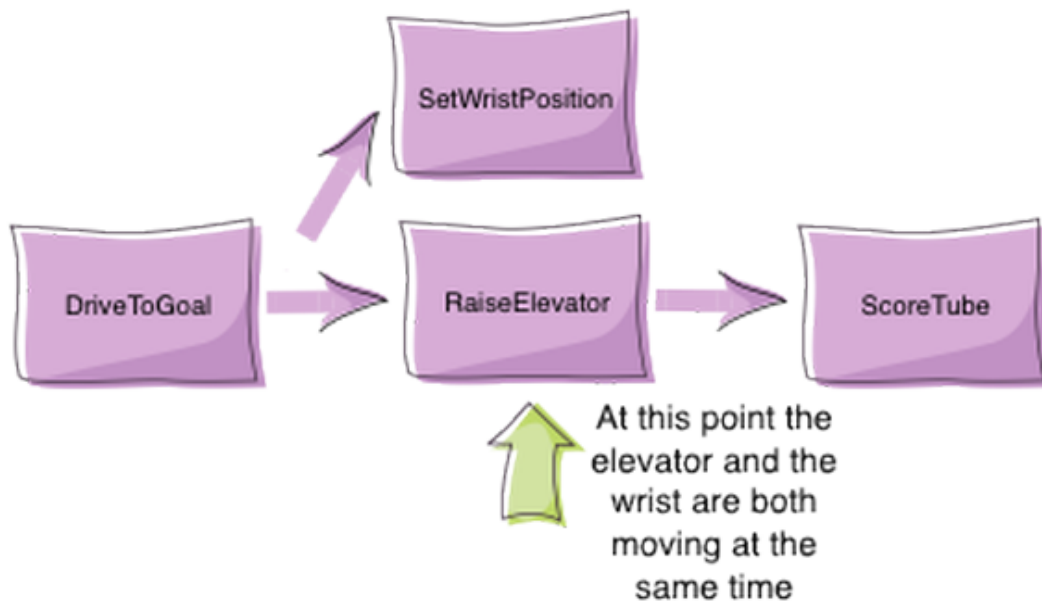 SetWristPosition
DriveToGoal
RaiseElevator
ScoreTube
At this point the
elevator and the
wrist are both
moving at the
same time